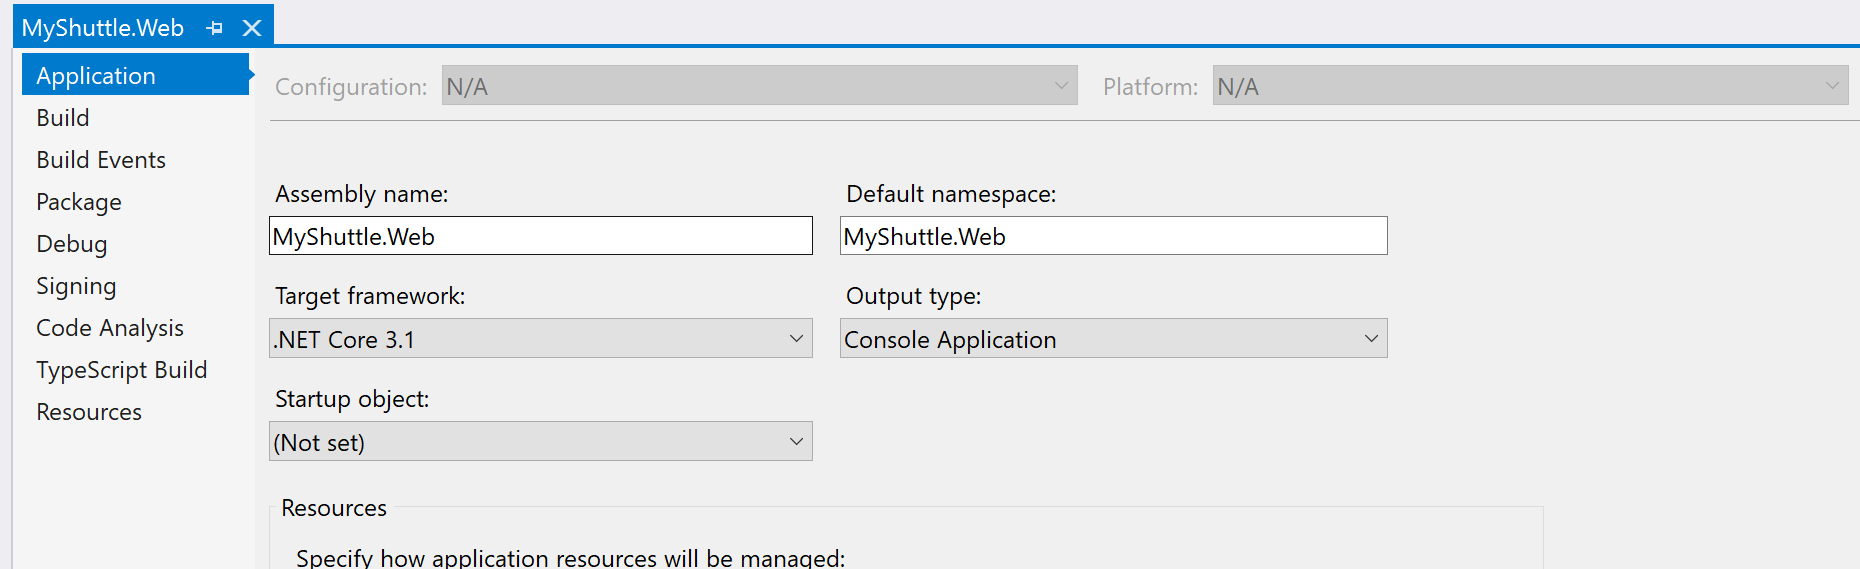 MyShuttle.Web
Application
Build
Build Events
Package
Debug
Signing
Code Analysis
TypeScript Build
Resources
Configuration: N/A Platform: N/A
Assembly name: Default namespace:
MyShuttle.Web MyShuttle.Web
Target framework: Output type:
.NET Core 3.1 Console Application
Startup object:
(Not set)
Resources
Specify how application resources will be managed: